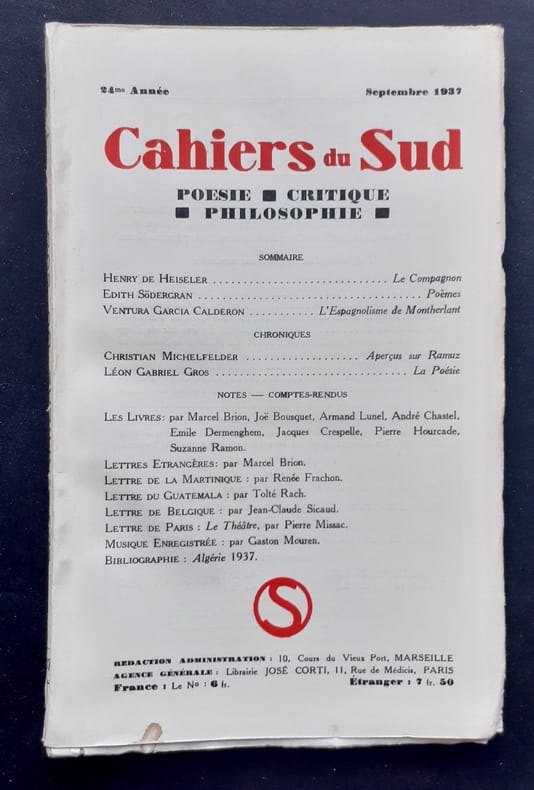 24me Année Septembre 1937
Cahiers du Sud
POESIE ■ CRITIQUE
■ PHILOSOPHIE ■
SOMMAIRE
HENRY DE HEISELER ............................ Le Compagnon
EDITH SÖDERGRAN .................................... Poèmes
VENTURA GARCIA CALDERON ........... L'Espagnolisme de Montherlant
CHRONIQUES
CHRISTIAN MICHELFELDER ................... Aperçus sur Ramuz
LÉON GABRIEL GROS ................................ La Poésie
NOTES — COMPTES-RENDUS
LES LIVRES : par Marcel Brion, Joë Bousquet, Armand Lunel, André Chastel,
Emile Dermenghem, Jacques Crespelle, Pierre Hourcade,
Suzanne Ramon.
LETTRES ETRANGÈRES : par Marcel Brion.
LETTRE DE LA MARTINIQUE : par Renée Frachon.
LETTRE DU GUATEMALA : par Tolté Rach.
LETTRE DE BELGIQUE : par Jean-Claude Sicaud.
LETTRE DE PARIS : Le Théâtre, par Pierre Missac.
MUSIQUE ENREGISTRÉE : par Gaston Mouren.
BIBLIOGRAPHIE : Algérie 1937.
S
REDACTION ADMINISTRATION : 10, Cours du Vieux Port, MARSEILLE
AGENCE GÉNÉRALE : Librairie JOSÉ CORTI, 11, Rue de Médicis, PARIS
France : Le No : 6 fr. Étranger : 7 fr. 50